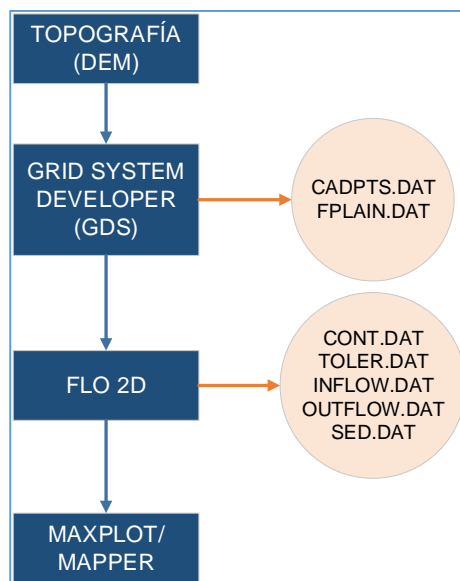 TOPOGRAFÍA
(DEM)
GRID SYSTEM
DEVELOPER
(GDS)
CADPTS.DAT
FPLAIN.DAT
FLO 2D
CONT.DAT
TOLER.DAT
INFLOW.DAT
OUTFLOW.DAT
SED.DAT
MAXPLOT/
MAPPER